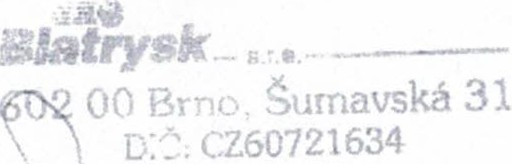 Blatrysk s.r.o.
602 00 Brno, Šumavská 31
DIČ: CZ60721634